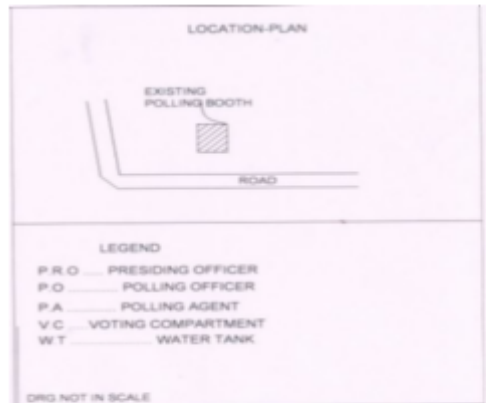 LOCATION-PLAN
EXISTING
POLLING BOOTH
ROAD
LEGEND
P.R.O ..... PRESIDING OFFICER
P.O ............. POLLING OFFICER
P.A ............. POLLING AGENT
V.C .... VOTING COMPARTMENT
W.T ..................... WATER TANK
DRG.NOT IN SCALE